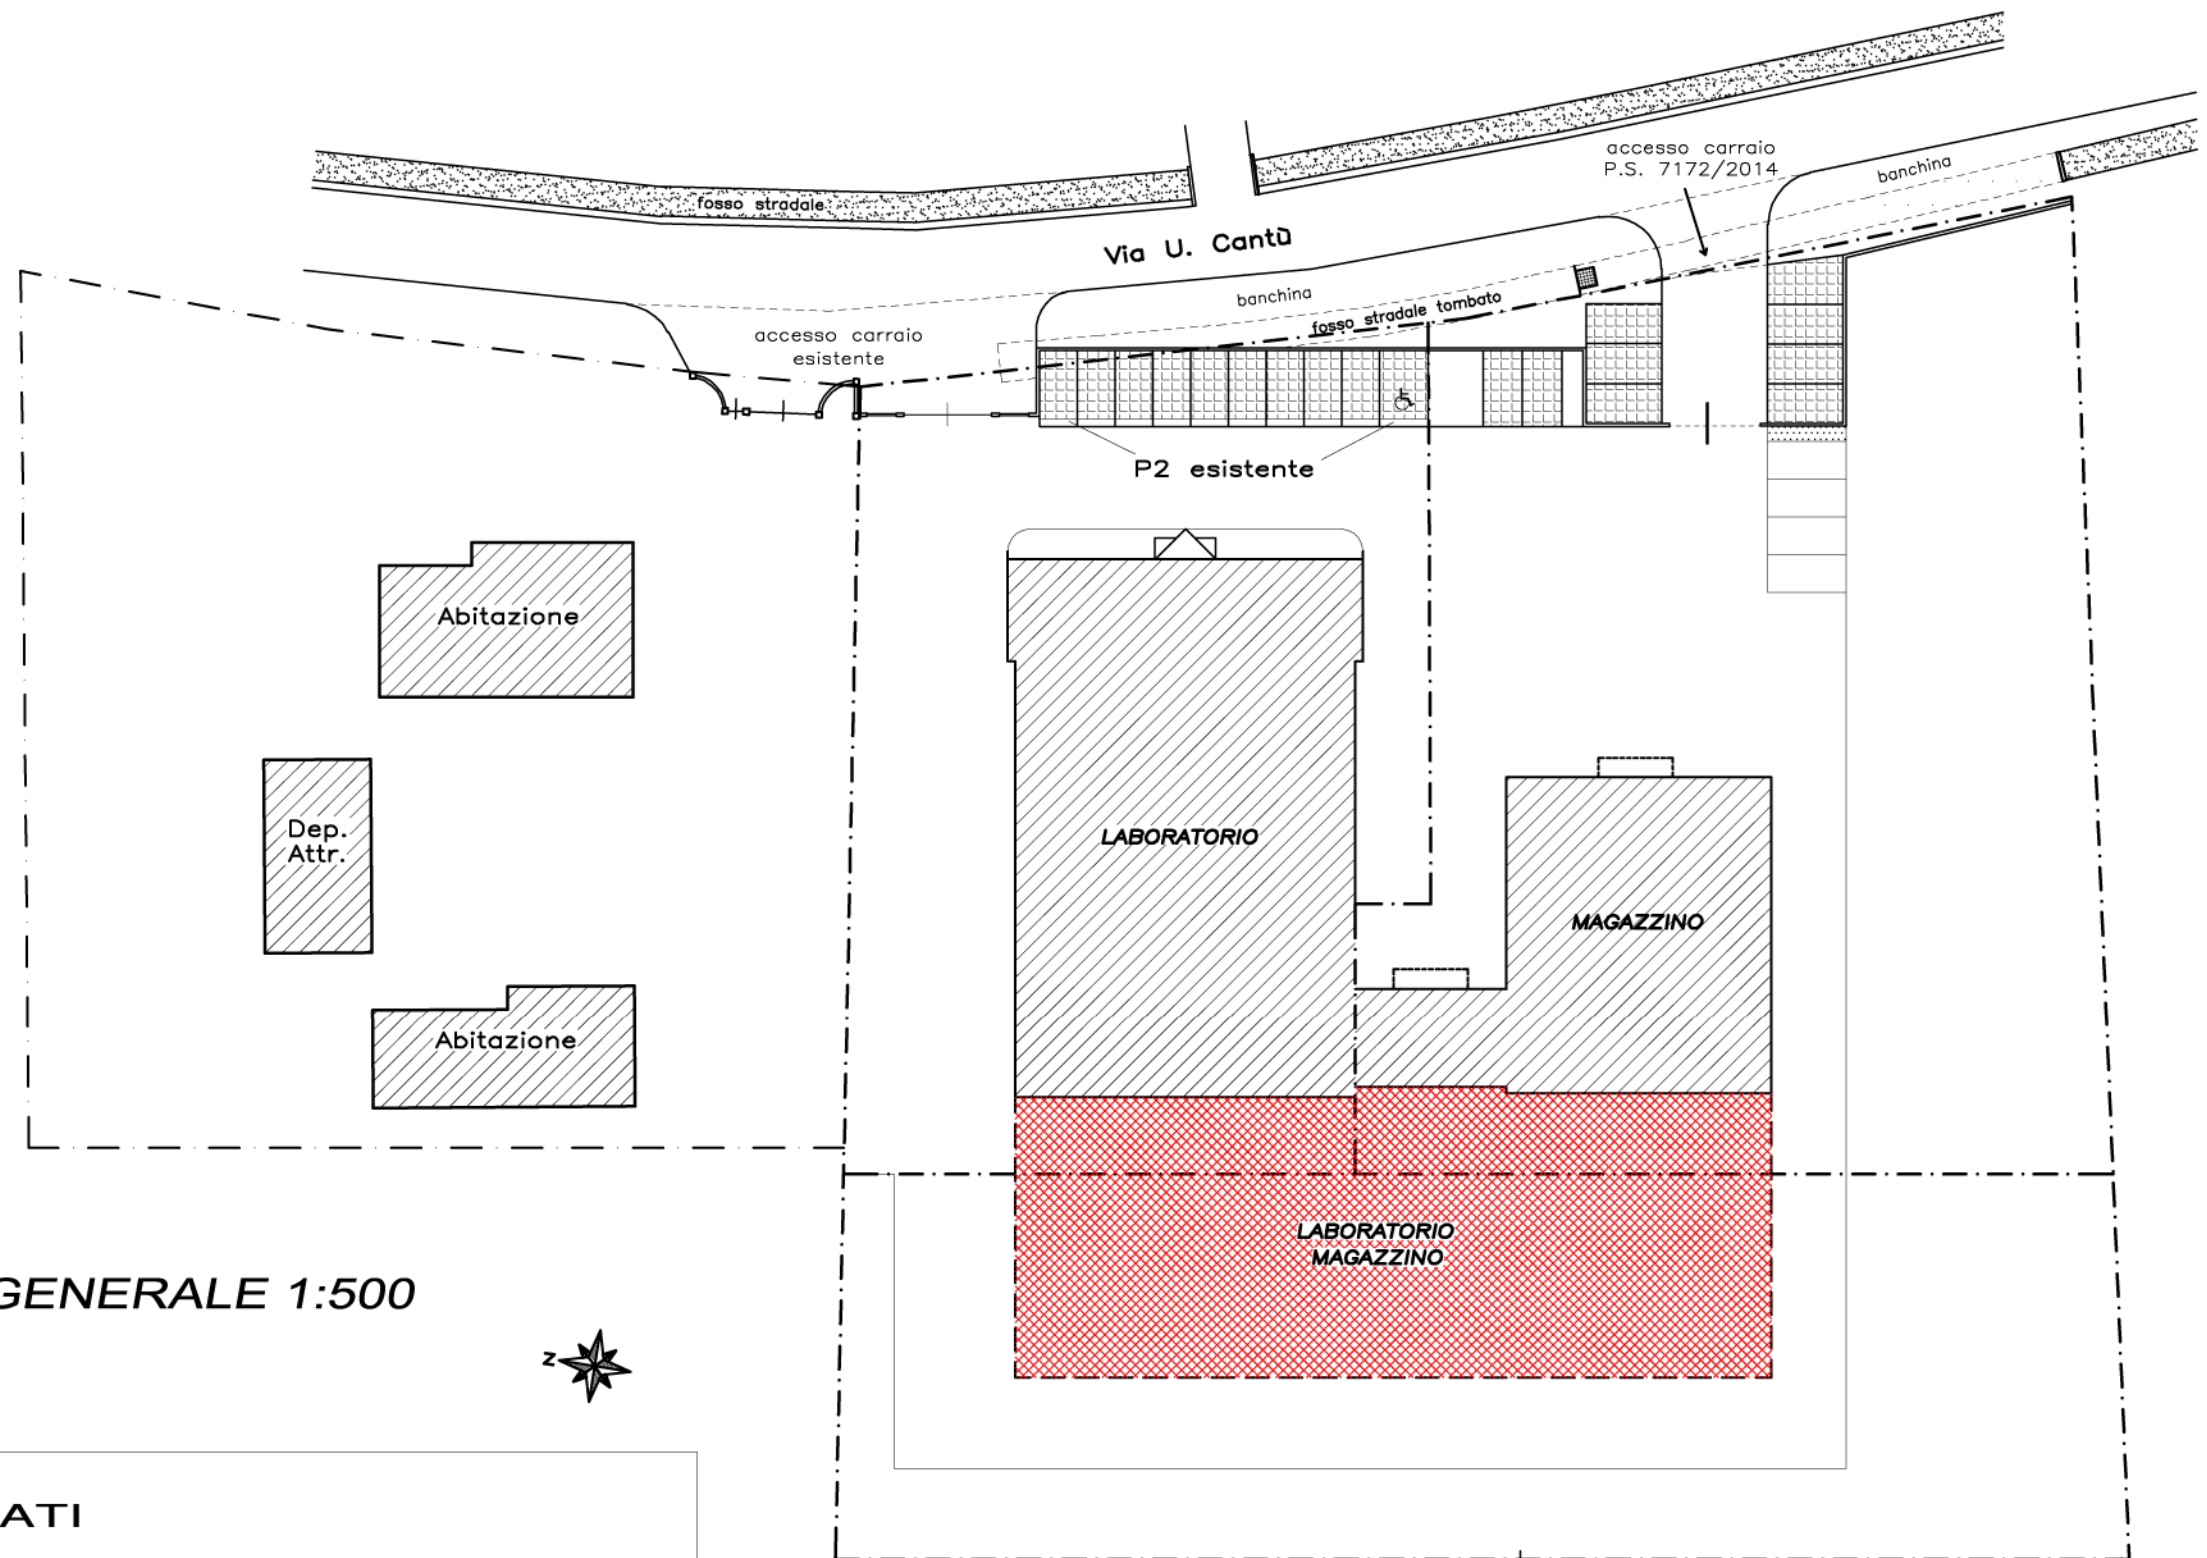 accesso carraio
P.S. 7172/2014
banchina
fosso stradale
Via U. Cantù
banchina
fosso stradale tombato
accesso carraio
esistente
P2 esistente
Abitazione
LABORATORIO
Dep.
Attr.
MAGAZZINO
Abitazione
LABORATORIO
MAGAZZINO
GENERALE 1:500
N
ATI